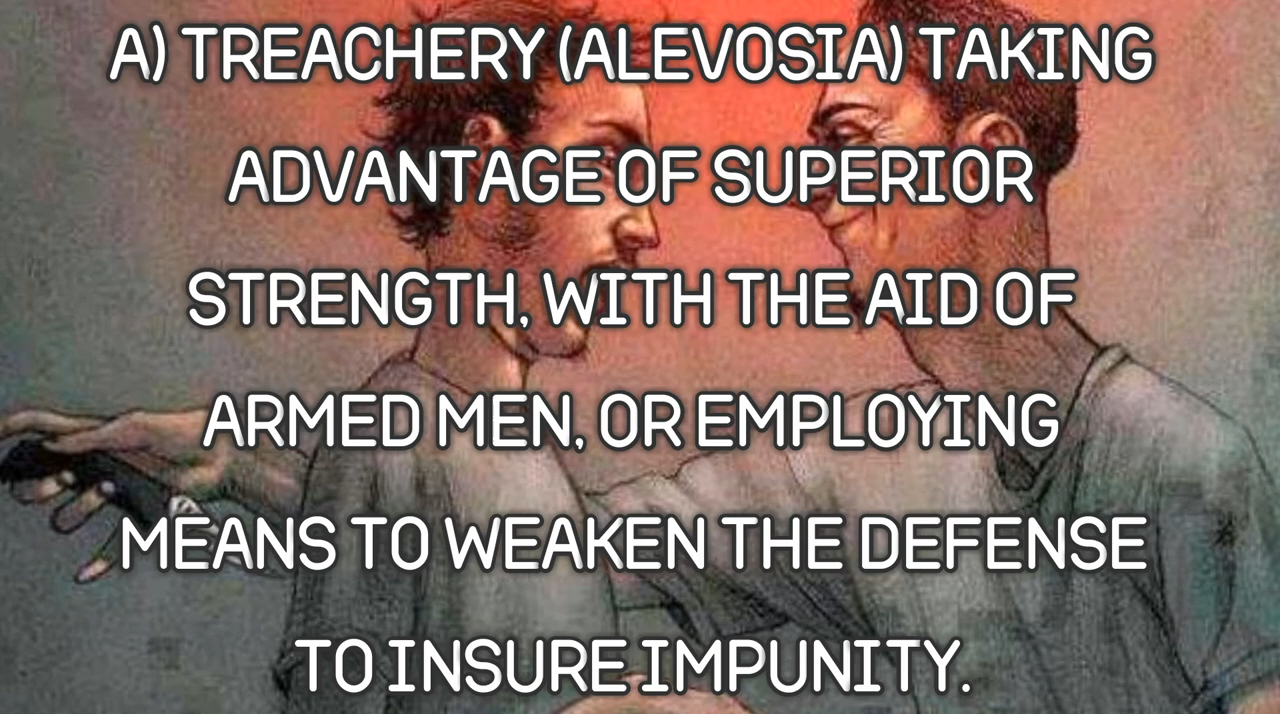 A) TREACHERY (ALEVOSIA) TAKING
ADVANTAGE OF SUPERIOR
STRENGTH, WITH THE AID OF
ARMED MEN, OR EMPLOYING
MEANS TO WEAKEN THE DEFENSE
TO INSURE IMPUNITY.